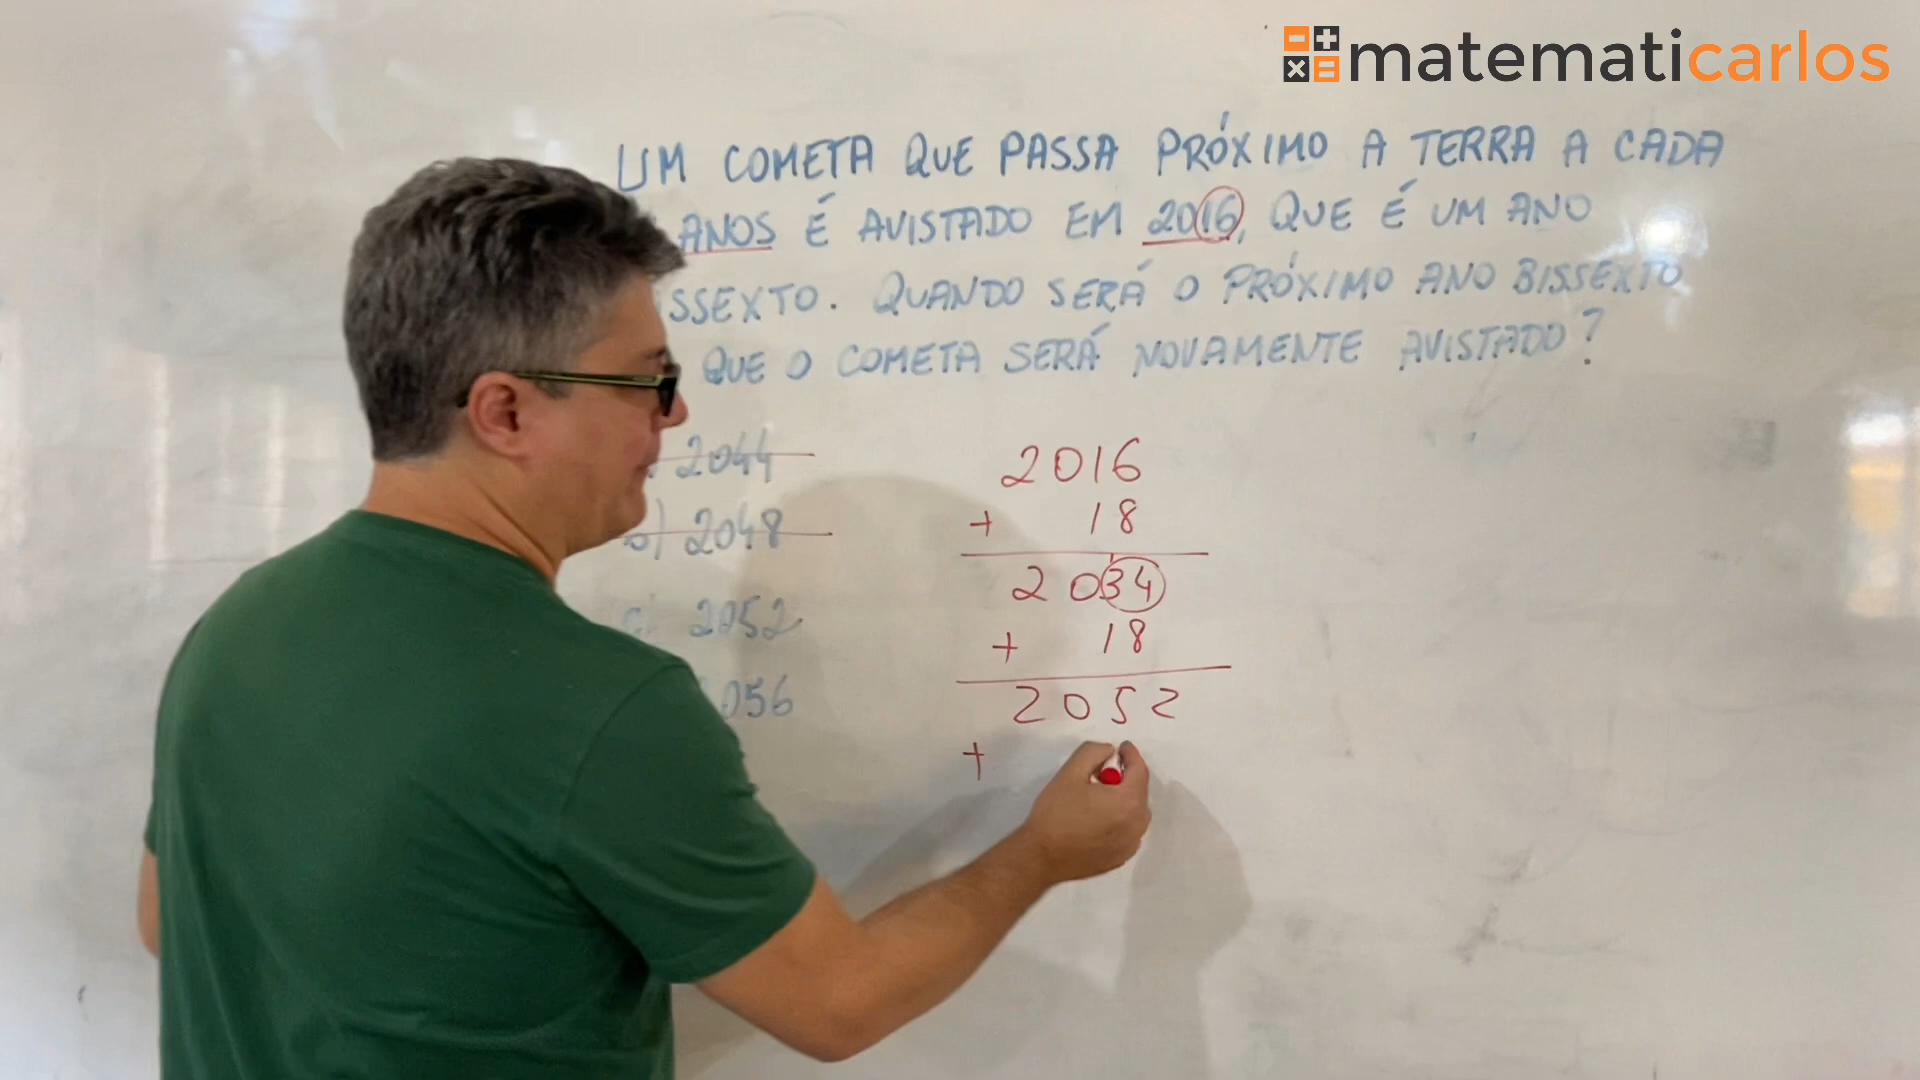 matematicarlos
UM COMETA QUE PASSA PRÓXIMO A TERRA A CADA
ANOS É AVISTADO EM 2016, QUE É UM ANO
SSEXTO. QUANDO SERÁ O PRÓXIMO ANO BISSEXTO
QUE O COMETA SERÁ NOVAMENTE AVISTADO?
2044
b) 2048
c) 2052
056
2016
+ 18
2034
+ 18
2052
+